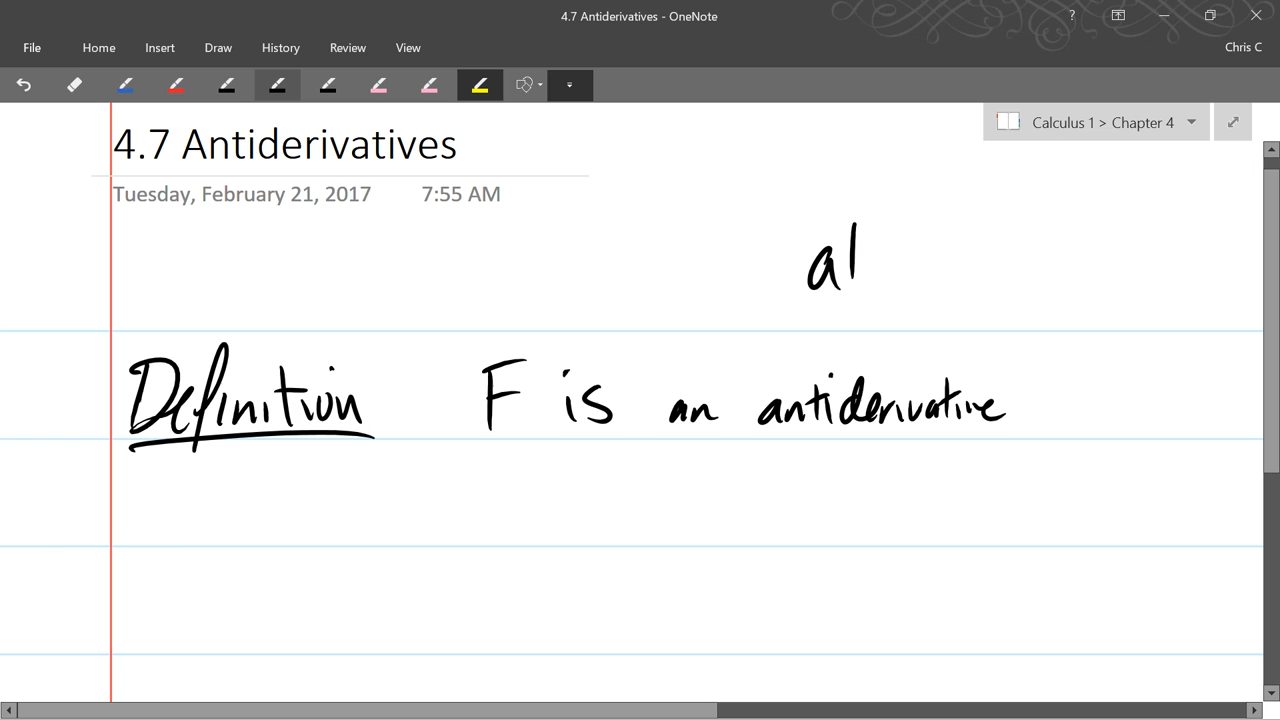 4.7 Antiderivatives - OneNote
?
File Home Insert Draw History Review View
Chris C
4.7 Antiderivatives
Calculus 1 > Chapter 4
Tuesday, February 21, 2017 7:55 AM
al
Definition F is an antiderivative